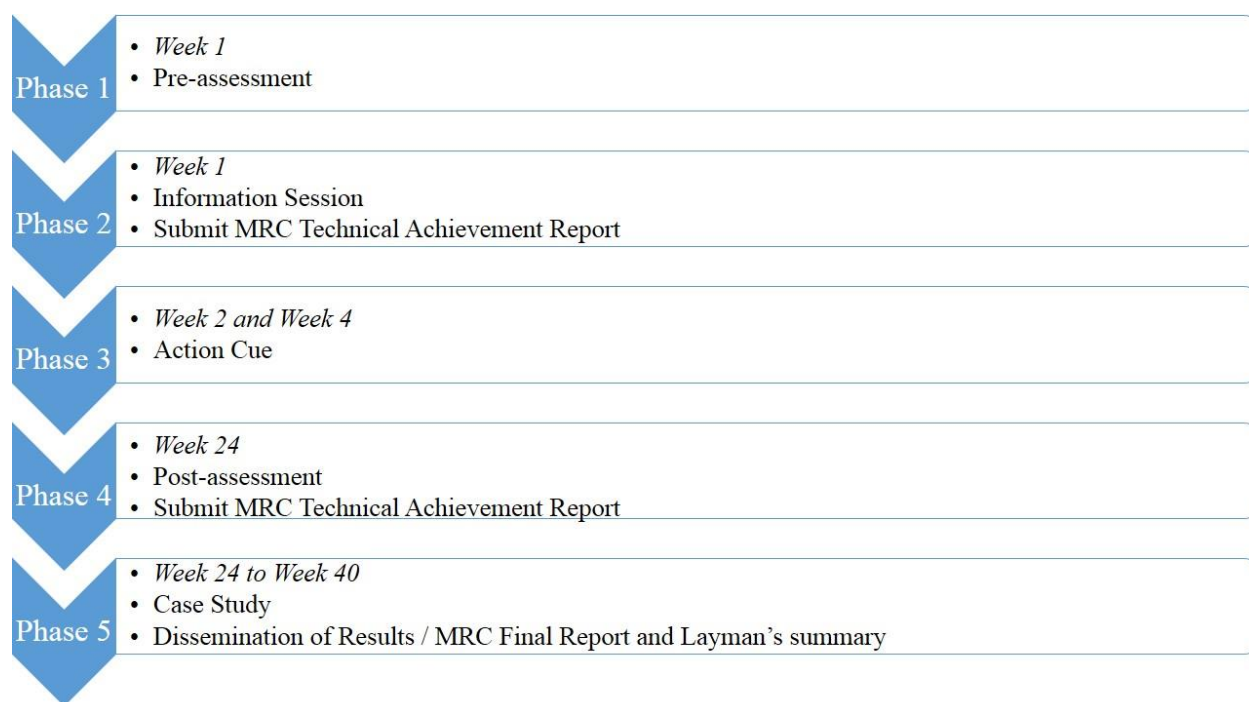 Phase 1
• Week 1
• Pre-assessment
Phase 2
• Week 1
• Information Session
• Submit MRC Technical Achievement Report
Phase 3
• Week 2 and Week 4
• Action Cue
Phase 4
• Week 24
• Post-assessment
• Submit MRC Technical Achievement Report
Phase 5
• Week 24 to Week 40
• Case Study
• Dissemination of Results / MRC Final Report and Layman’s summary